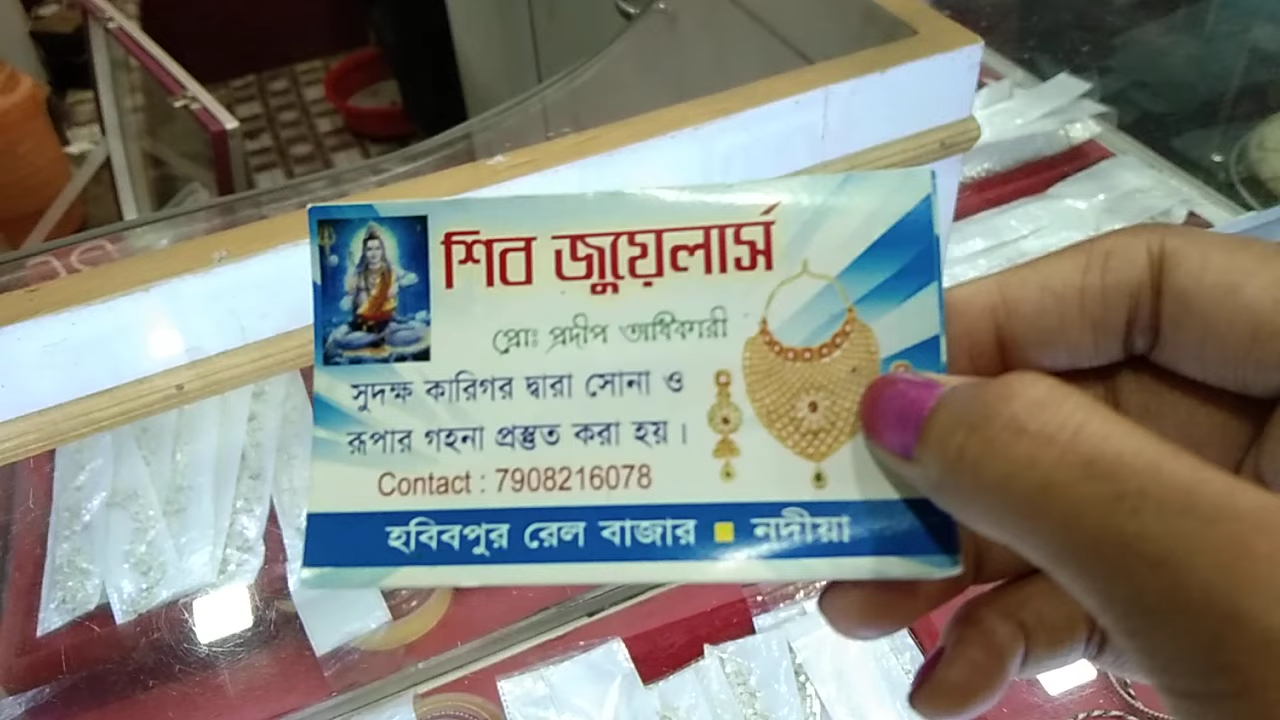 শিব জুয়েলার্স
প্রোঃ প্রদীপ অধিকারী
সুদক্ষ কারিগর দ্বারা সোনা ও
রূপার গহনা প্রস্তুত করা হয়।
Contact : 7908216078
হবিবপুর রেল বাজার ■ নদীয়া